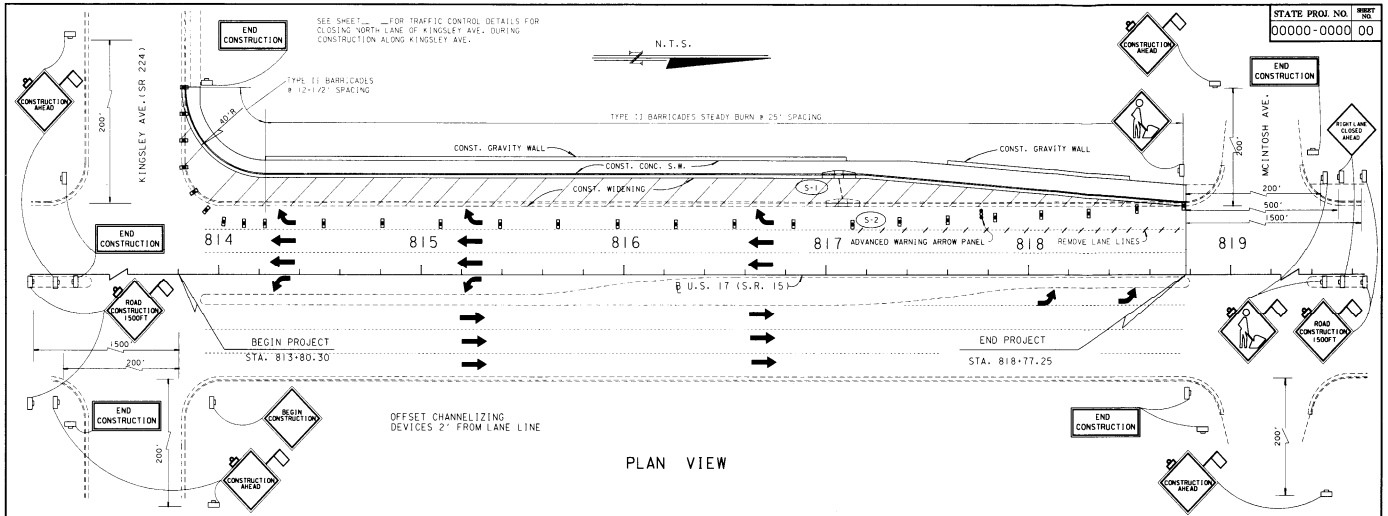 STATE PROJ. NO.
SHEET
NO.
00000-0000
00
SEE SHEET__ __FOR TRAFFIC CONTROL DETAILS FOR
CLOSING NORTH LANE OF KINGSLEY AVE. DURING
CONSTRUCTION ALONG KINGSLEY AVE.
END
CONSTRUCTION
N.T.S.
CONSTRUCTION
AHEAD
END
CONSTRUCTION
CONSTRUCTION
AHEAD
200'
KINGSLEY AVE.(SR 224)
TYPE II BARRICADES
@ 12-1/2' SPACING
40'R
TYPE II BARRICADES STEADY BURN @ 25' SPACING
MCINTOSH AVE.
200'
RIGHT LANE
CLOSED
AHEAD
CONST. GRAVITY WALL
CONST. GRAVITY WALL
CONST. CONC. S.W.
CONST. WIDENING
S-1
S-2
200'
500'
1500'
END
CONSTRUCTION
814
815
816
817
ADVANCED WARNING ARROW PANEL
818
REMOVE LANE LINES
819
U.S. 17 (S.R. 15)
ROAD
CONSTRUCTION
1500FT
ROAD
CONSTRUCTION
1500FT
1500'
200'
BEGIN PROJECT
STA. 813+80.30
END PROJECT
STA. 818+77.25
END
CONSTRUCTION
BEGIN
CONSTRUCTION
OFFSET CHANNELIZING
DEVICES 2' FROM LANE LINE
END
CONSTRUCTION
200'
200'
CONSTRUCTION
AHEAD
PLAN VIEW
CONSTRUCTION
AHEAD